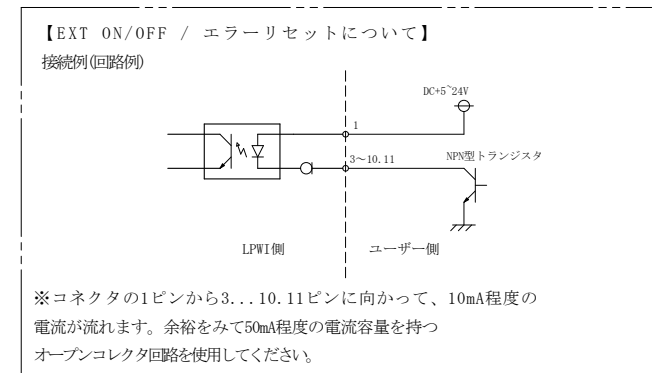 【EXT ON/OFF / エラーリセットについて】
接続例(回路例)
DC+5~24V
1
3～10.11
NPN型トランジスタ
LPWI側
ユーザー側
※コネクタの1ピンから3...10.11ピンに向かって、10mA程度の
電流が流れます。余裕をみて50mA程度の電流容量を持つ
オープンコレクタ回路を使用してください。